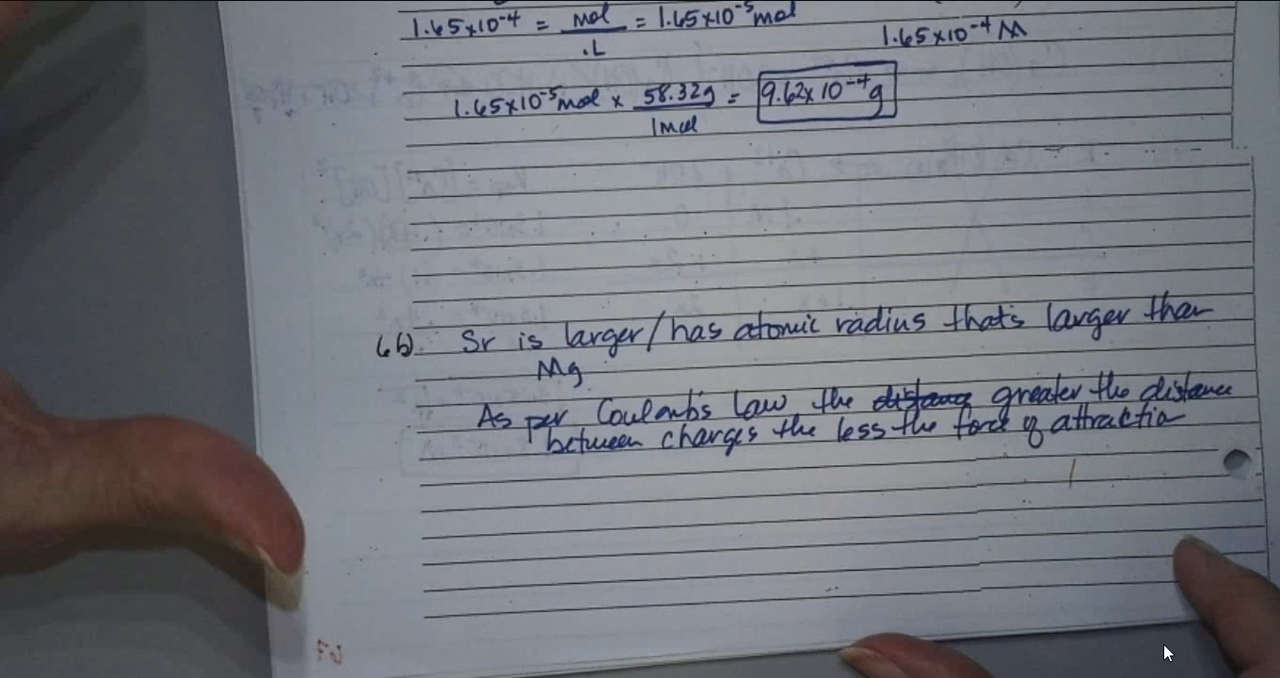 1.65x10⁻⁴ = mol/.L = 1.65x10⁻⁵ mol
1.65x10⁻⁴ M
1.65x10⁻⁵ mol x 58.32g/1mol = 9.62x10⁻⁴ g
6b). Sr is larger/has atomic radius thats larger than
Mg
As per Coulomb's Law the distance greater the distance
between charges the less the force of attraction